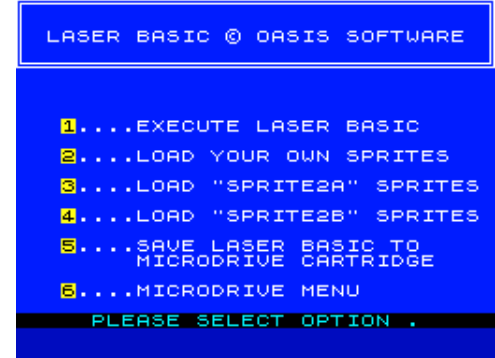 LASER BASIC © OASIS SOFTWARE
1....EXECUTE LASER BASIC
2....LOAD YOUR OWN SPRITES
3....LOAD "SPRITE2A" SPRITES
4....LOAD "SPRITE2B" SPRITES
5....SAVE LASER BASIC TO
MICRODRIVE CARTRIDGE
6....MICRODRIVE MENU
PLEASE SELECT OPTION .